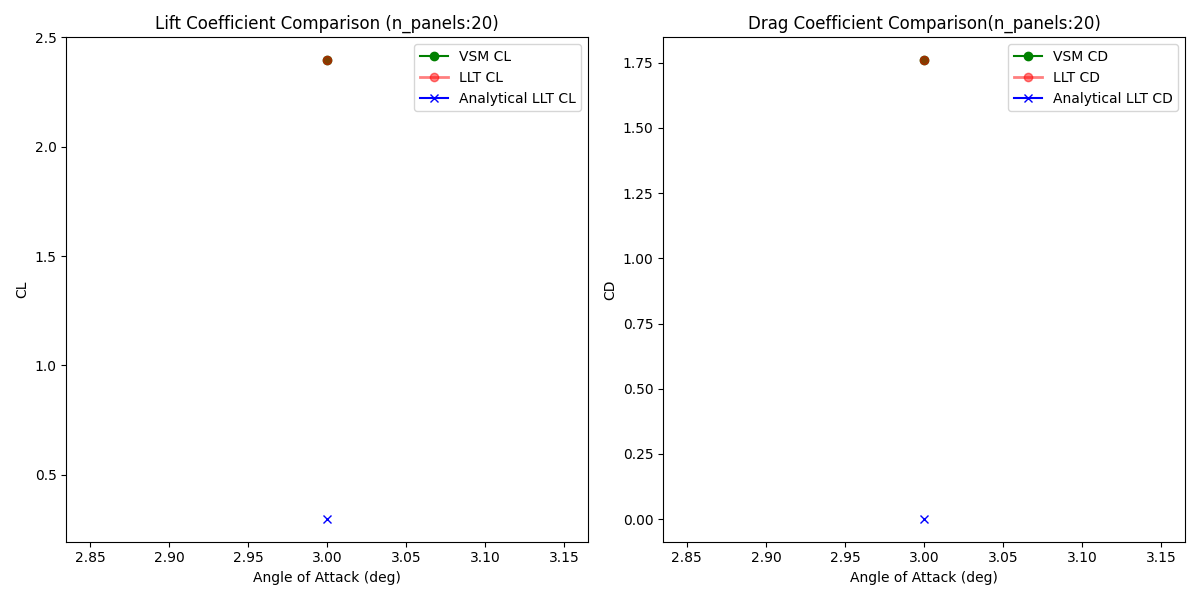 Lift Coefficient Comparison (n_panels:20)
2.5
2.0
1.5
1.0
0.5
CL
VSM CL
LLT CL
Analytical LLT CL
2.85 2.90 2.95 3.00 3.05 3.10 3.15
Angle of Attack (deg)
Drag Coefficient Comparison(n_panels:20)
1.75
1.50
1.25
1.00
0.75
0.50
0.25
0.00
CD
VSM CD
LLT CD
Analytical LLT CD
2.85 2.90 2.95 3.00 3.05 3.10 3.15
Angle of Attack (deg)